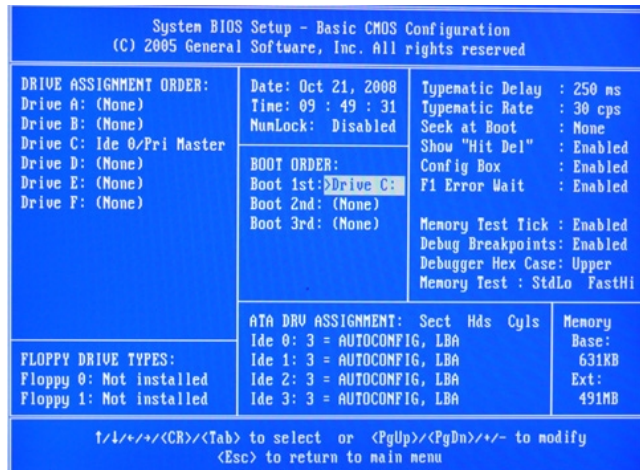 System BIOS Setup - Basic CMOS Configuration
(C) 2005 General Software, Inc. All rights reserved
DRIVE ASSIGNMENT ORDER:
Drive A: (None)
Drive B: (None)
Drive C: Ide 0/Pri Master
Drive D: (None)
Drive E: (None)
Drive F: (None)
Date: Oct 21, 2008
Time: 09 : 49 : 31
NumLock: Disabled
BOOT ORDER:
Boot 1st:>Drive C:
Boot 2nd: (None)
Boot 3rd: (None)
Typematic Delay : 250 ms
Typematic Rate : 30 cps
Seek at Boot : None
Show "Hit Del" : Enabled
Config Box : Enabled
F1 Error Wait : Enabled
Memory Test Tick : Enabled
Debug Breakpoints: Enabled
Debugger Hex Case: Upper
Memory Test : StdLo FastHi
FLOPPY DRIVE TYPES:
Floppy 0: Not installed
Floppy 1: Not installed
ATA DRV ASSIGNMENT: Sect Hds Cyls
Ide 0: 3 = AUTOCONFIG, LBA
Ide 1: 3 = AUTOCONFIG, LBA
Ide 2: 3 = AUTOCONFIG, LBA
Ide 3: 3 = AUTOCONFIG, LBA
Memory
Base:
631KB
Ext:
491MB
↑/↓/←/→/<CR>/<Tab> to select or <PgUp>/<PgDn>/+/- to modify
<Esc> to return to main menu